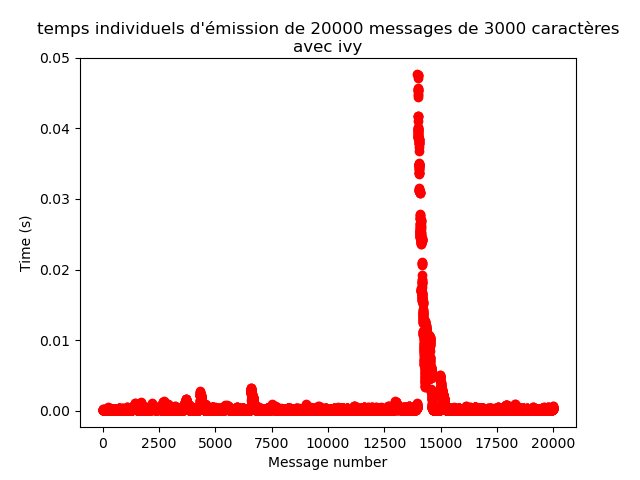 temps individuels d'émission de 20000 messages de 3000 caractères
avec ivy
0.05
0.04
0.03
0.02
0.01
0.00
Time (s)
0 2500 5000 7500 10000 12500 15000 17500 20000
Message number